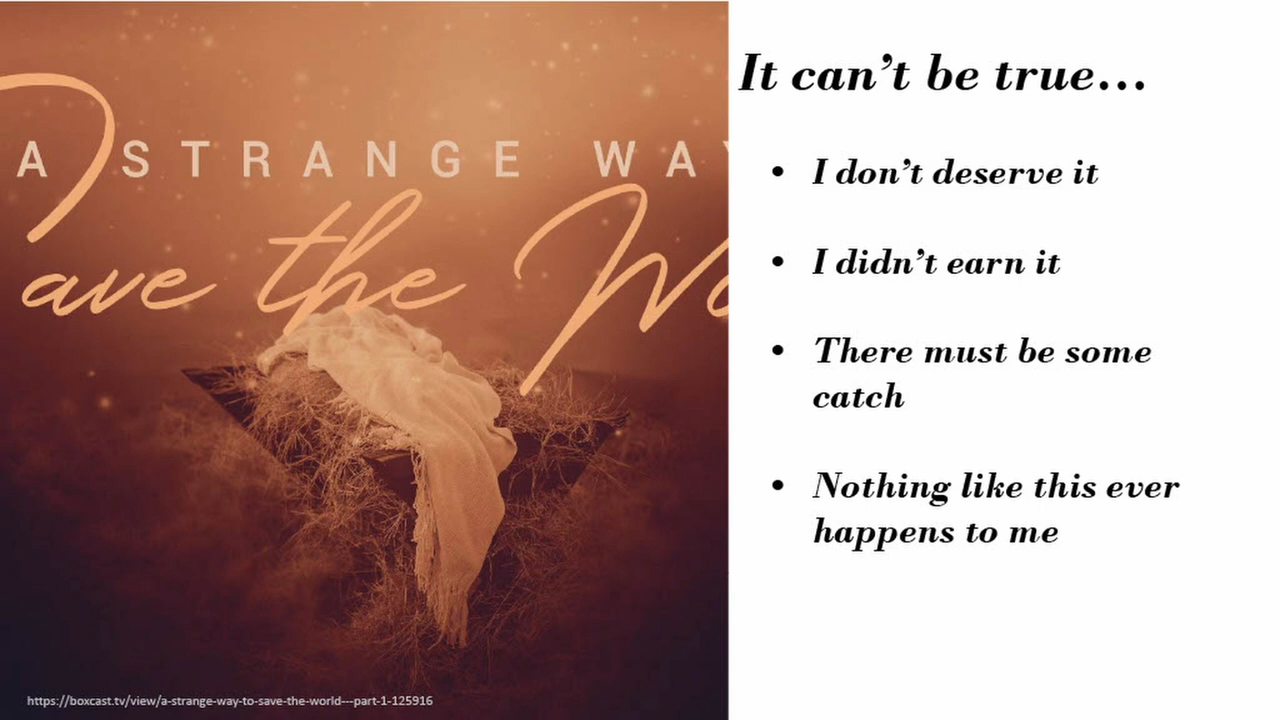 A STRANGE WAY
ave the Wo
https://boxcast.tv/view/a-strange-way-to-save-the-world---part-1-125916
It can’t be true…
• I don’t deserve it
• I didn’t earn it
• There must be some
catch
• Nothing like this ever
happens to me